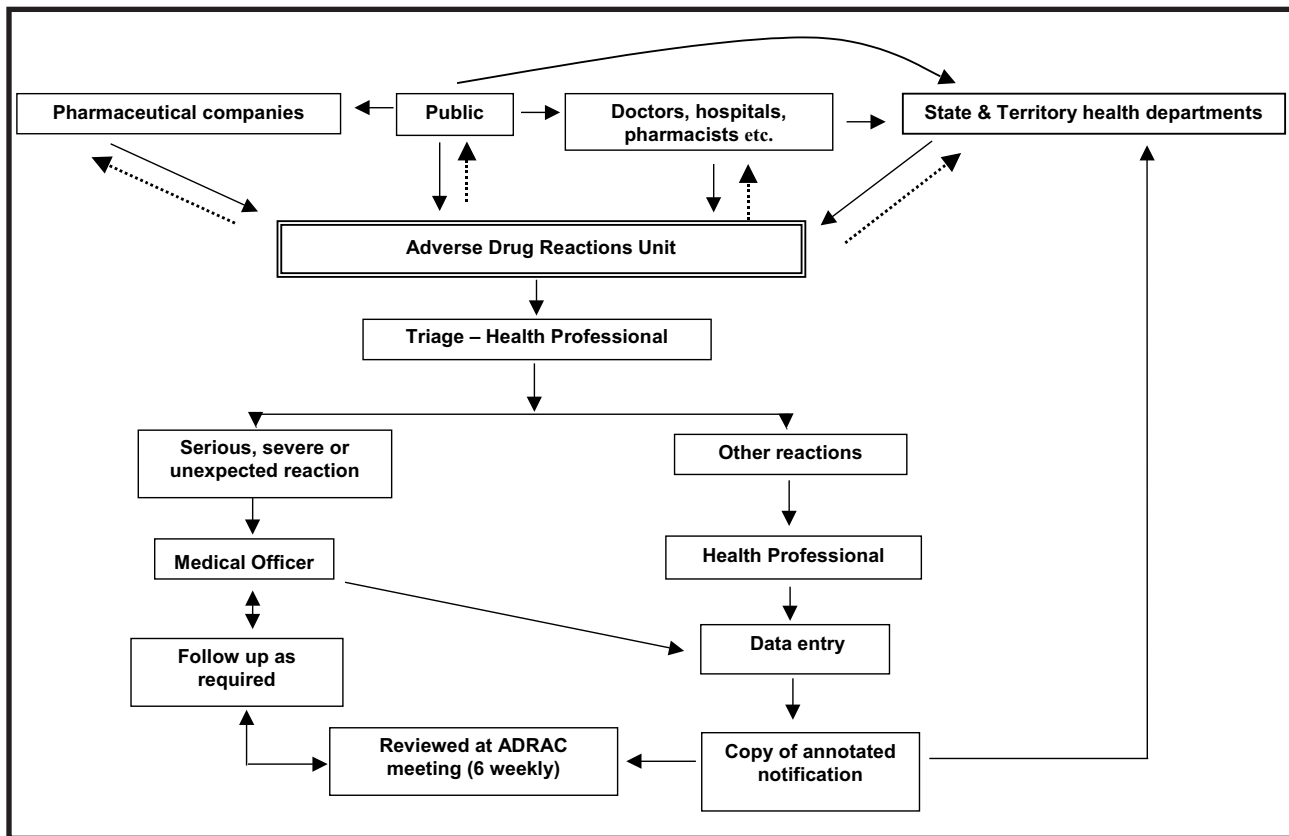 Pharmaceutical companies
Public
Doctors, hospitals,
pharmacists etc.
State & Territory health departments
Adverse Drug Reactions Unit
Triage – Health Professional
Serious, severe or
unexpected reaction
Other reactions
Medical Officer
Health Professional
Follow up as
required
Data entry
Reviewed at ADRAC
meeting (6 weekly)
Copy of annotated
notification